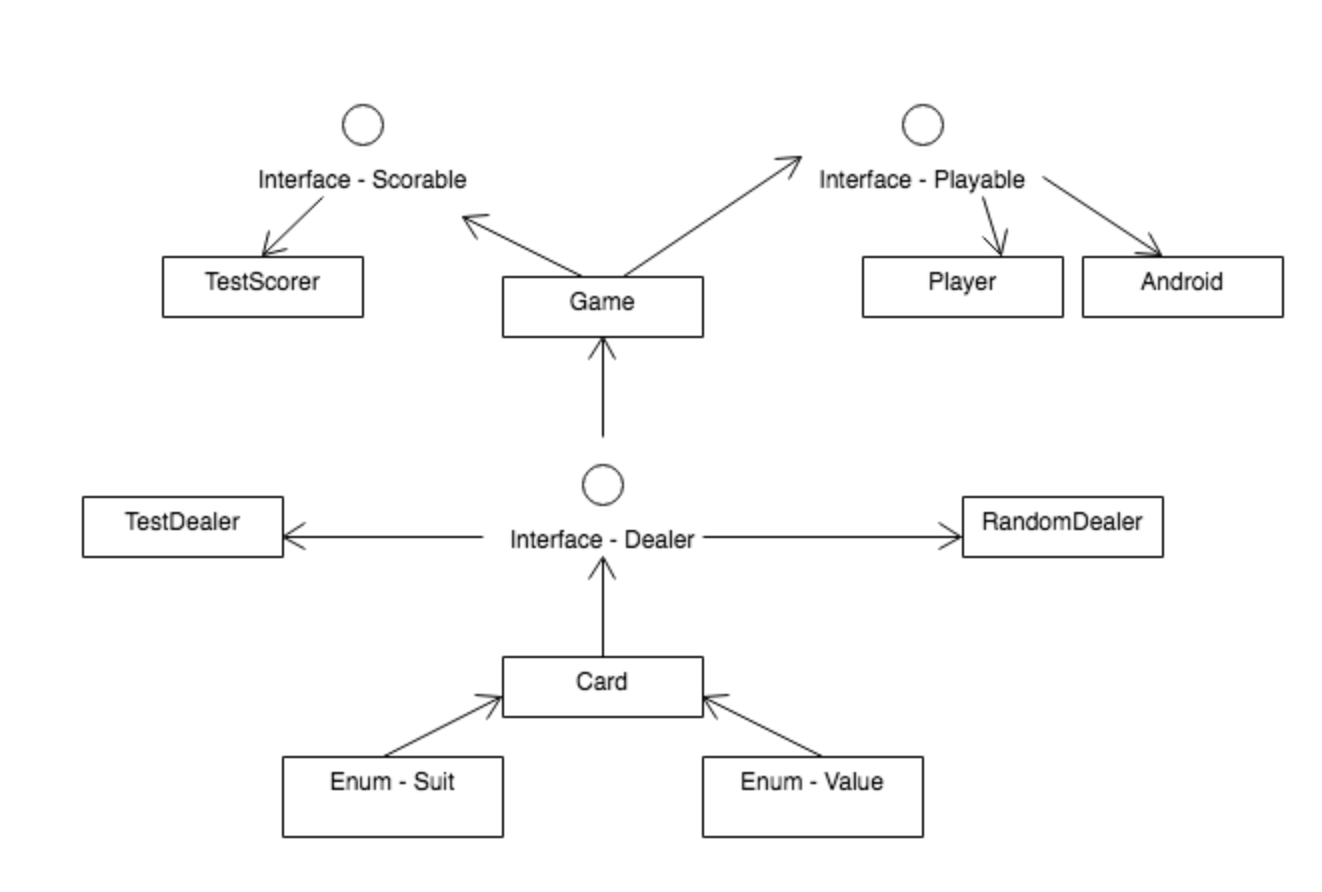 Interface - Scorable
Interface - Playable
TestScorer
Game
Player
Android
TestDealer
Interface - Dealer
RandomDealer
Card
Enum - Suit
Enum - Value